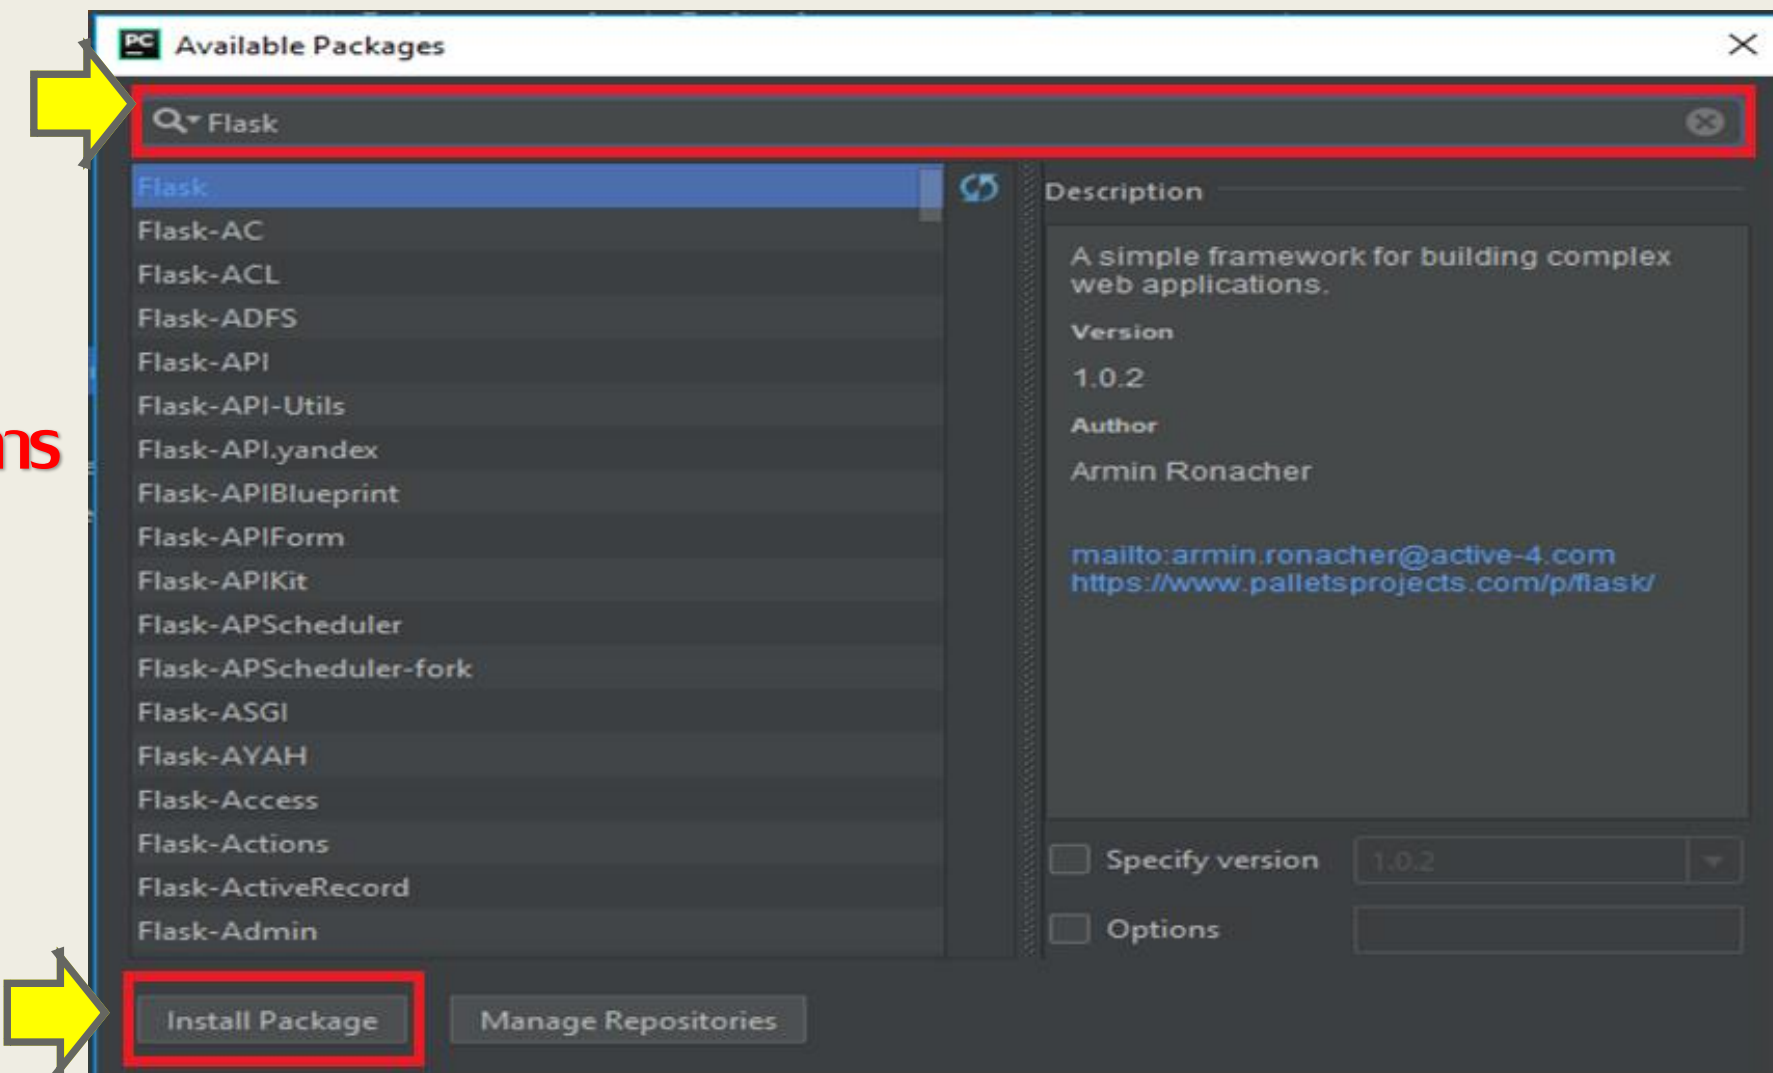 PC Available Packages
Flask
Flask
Flask-AC
Flask-ACL
Flask-ADFS
Flask-API
Flask-API-Utils
Flask-API.yandex
Flask-APIBlueprint
Flask-APIForm
Flask-APIKit
Flask-APScheduler
Flask-APScheduler-fork
Flask-ASGI
Flask-AYAH
Flask-Access
Flask-Actions
Flask-ActiveRecord
Flask-Admin
Description
A simple framework for building complex
web applications.
Version
1.0.2
Author
Armin Ronacher
mailto:armin.ronacher@active-4.com
https://www.palletsprojects.com/p/flask/
Specify version 1.0.2
Options
Install Package Manage Repositories